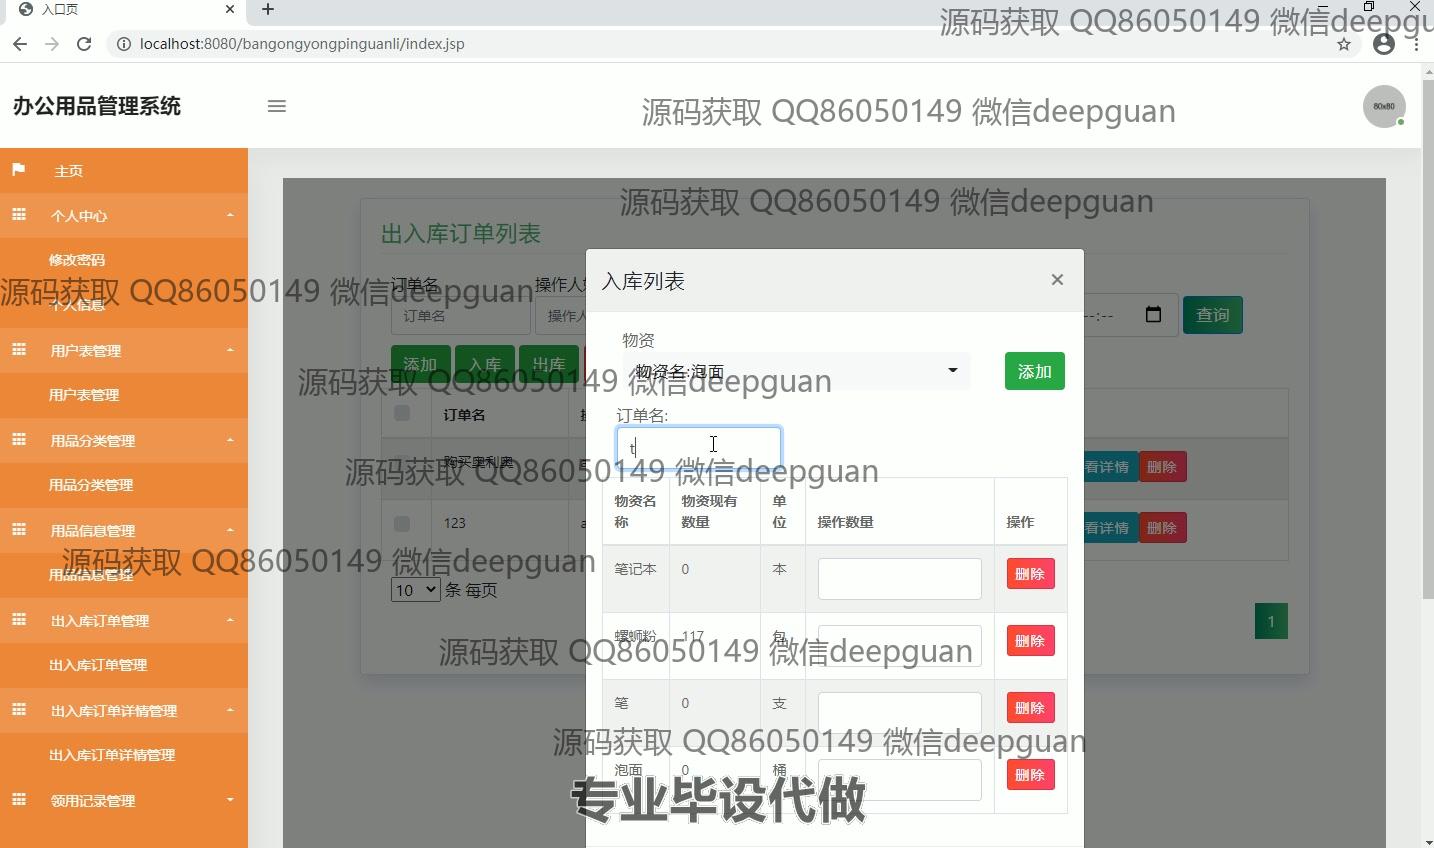 入口页
localhost:8080/bangongyongpinguanli/index.jsp
源码获取 QQ86050149 微信deepgu
办公用品管理系统
源码获取 QQ86050149 微信deepguan
80x80
主页
个人中心
修改密码
个人信息
用户表管理
用户表管理
用品分类管理
用品分类管理
用品信息管理
用品信息管理
出入库订单管理
出入库订单管理
出入库订单详情管理
出入库订单详情管理
领用记录管理
源码获取 QQ86050149 微信deepguan
出入库订单列表
源码获取 QQ86050149 微信deepguan
订单名
操作人
订单名
操作人
--:--
查询
添加
入库
出库
源码获取 QQ86050149 微信deepguan
订单名
购买奥利奥
看详情
删除
123
a
看详情
删除
10
条 每页
1
入库列表
×
物资
物资名:泡面
添加
订单名:
t
源码获取 QQ86050149 微信deepguan
物资名称
物资现有数量
单位
操作数量
操作
笔记本
0
本
删除
源码获取 QQ86050149 微信deepguan
螺蛳粉
117
包
删除
源码获取 QQ86050149 微信deepguan
笔
0
支
删除
源码获取 QQ86050149 微信deepguan
泡面
0
桶
删除
专业毕设代做